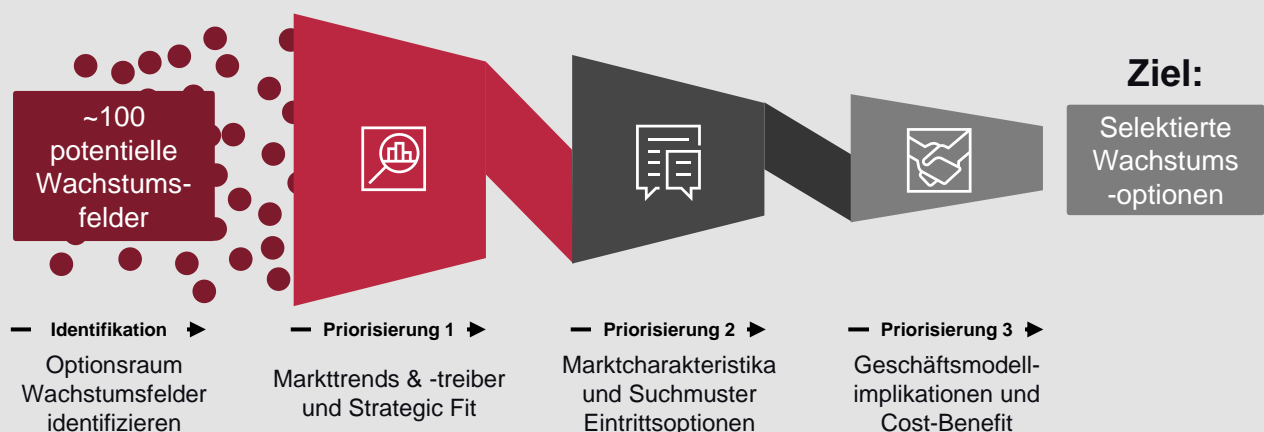 ~100
potentielle
Wachstums-
felder
Ziel:
Selektierte
Wachstums
-optionen
Identifikation
Optionsraum
Wachstumsfelder
identifizieren
Priorisierung 1
Markttrends & -treiber
und Strategic Fit
Priorisierung 2
Marktcharakteristika
und Suchmuster
Eintrittsoptionen
Priorisierung 3
Geschäftsmodell-
implikationen und
Cost-Benefit